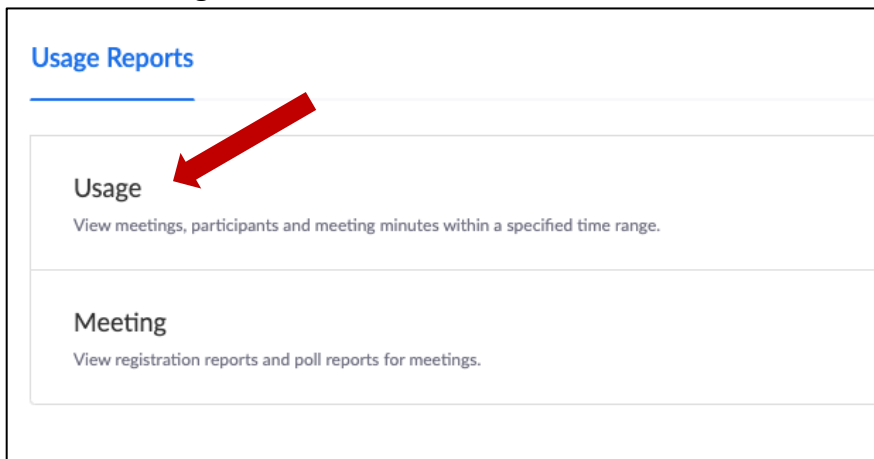 Usage Reports
Usage
View meetings, participants and meeting minutes within a specified time range.
Meeting
View registration reports and poll reports for meetings.